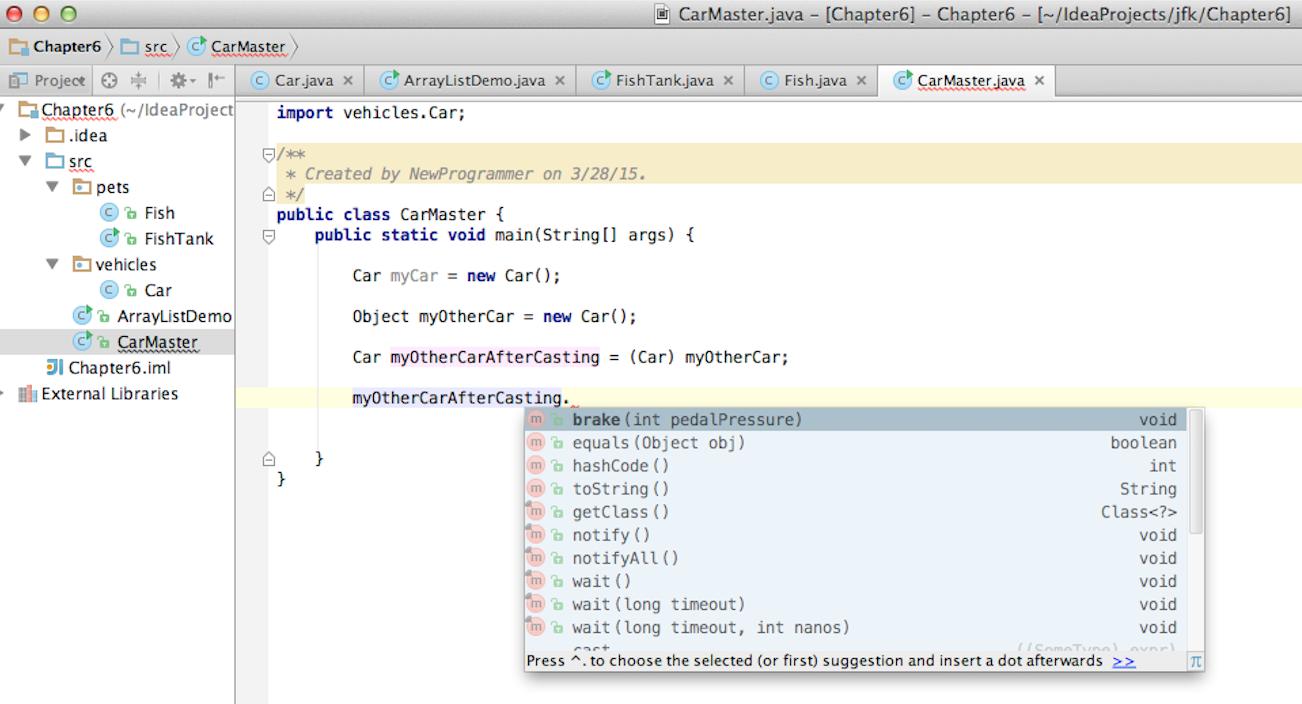 CarMaster.java – [Chapter6] – Chapter6 – [~/IdeaProjects/jfk/Chapter6]
Chapter6 src CarMaster
Project Car.java ArrayListDemo.java FishTank.java Fish.java CarMaster.java
Chapter6 (~/IdeaProject
.idea
src
pets
Fish
FishTank
vehicles
Car
ArrayListDemo
CarMaster
Chapter6.iml
External Libraries
import vehicles.Car;
/**
* Created by NewProgrammer on 3/28/15.
*/
public class CarMaster {
public static void main(String[] args) {
Car myCar = new Car();
Object myOtherCar = new Car();
Car myOtherCarAfterCasting = (Car) myOtherCar;
myOtherCarAfterCasting.
brake(int pedalPressure) void
equals(Object obj) boolean
hashCode() int
toString() String
getClass() Class<?>
notify() void
notifyAll() void
wait() void
wait(long timeout) void
wait(long timeout, int nanos) void
cast ((SomeType) expr)
Press ^. to choose the selected (or first) suggestion and insert a dot afterwards >> π
}
}